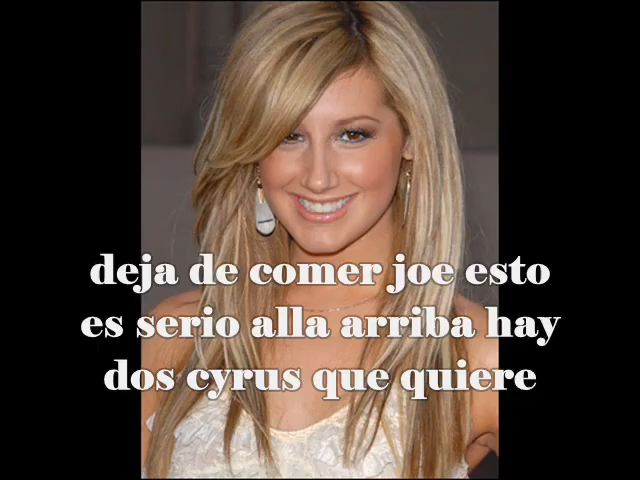 deja de comer joe esto
es serio alla arriba hay
dos cyrus que quiere